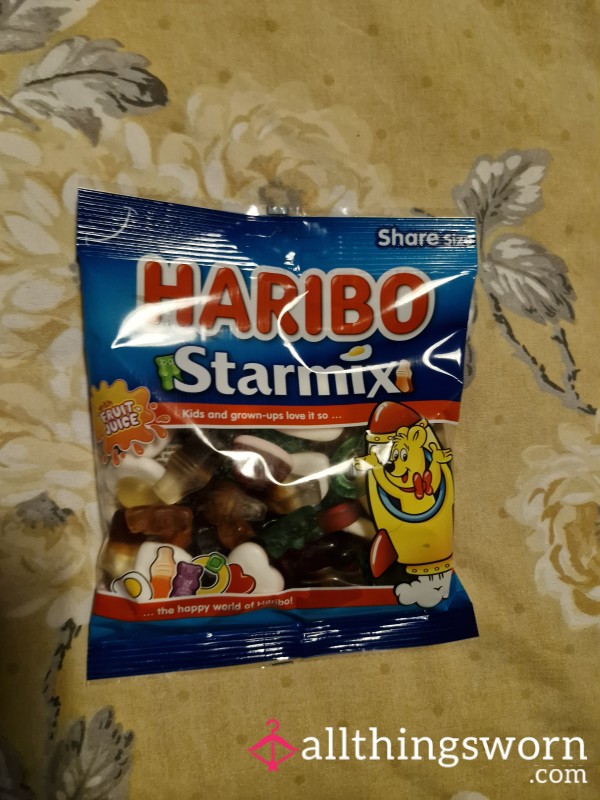 Share Size
HARIBO
Starmix
with
FRUIT
JUICE
Kids and grown-ups love it so ...
... the happy world of Haribo!
allthingsworn
.com